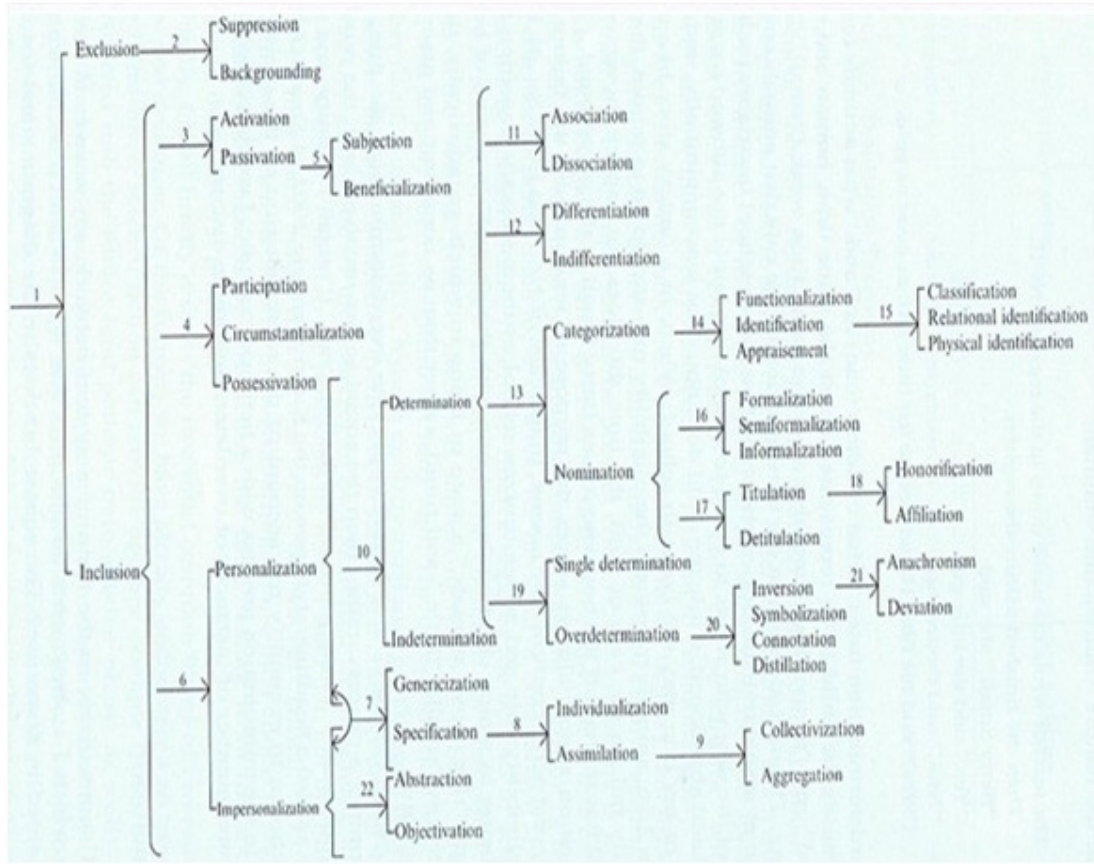 1
Exclusion
2
Suppression
Backgrounding
Inclusion
3
Activation
Passivation
5
Subjection
Beneficialization
4
Participation
Circumstantialization
Possessivation
6
Personalization
Impersonalization
10
Determination
Indetermination
7
Genericization
Specification
8
Individualization
Assimilation
9
Collectivization
Aggregation
22
Abstraction
Objectivation
11
Association
Dissociation
12
Differentiation
Indifferentiation
13
Categorization
Nomination
14
Functionalization
Identification
Appraisement
15
Classification
Relational identification
Physical identification
16
Formalization
Semiformalization
Informalization
17
Titulation
Detitulation
18
Honorification
Affiliation
19
Single determination
Overdetermination
20
Inversion
Symbolization
Connotation
Distillation
21
Anachronism
Deviation